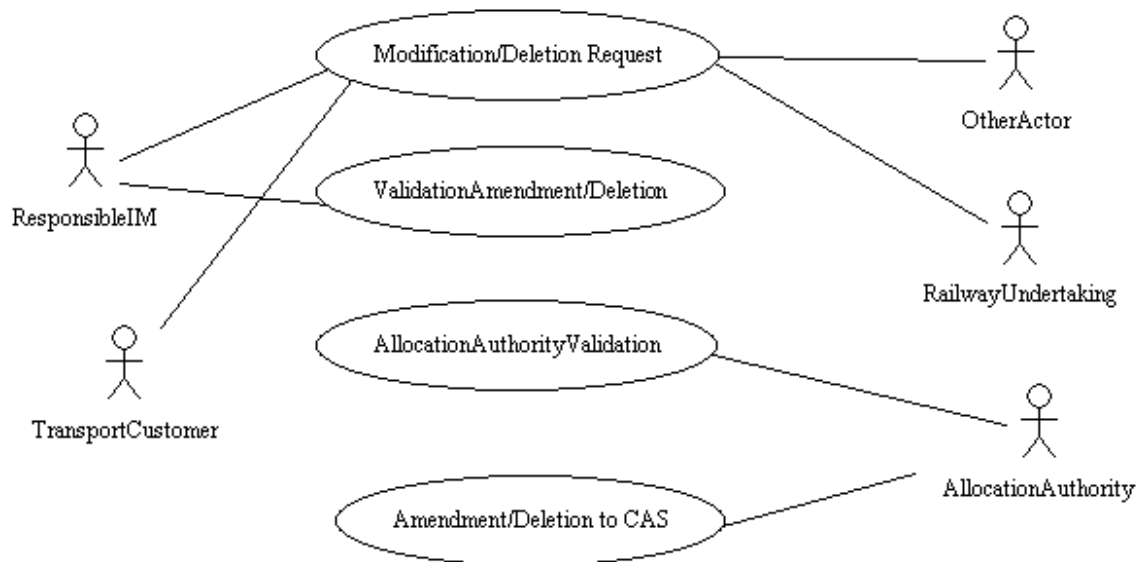 Modification/Deletion Request
OtherActor
ResponsibleIM
ValidationAmendment/Deletion
RailwayUndertaking
AllocationAuthorityValidation
TransportCustomer
AllocationAuthority
Amendment/Deletion to CAS